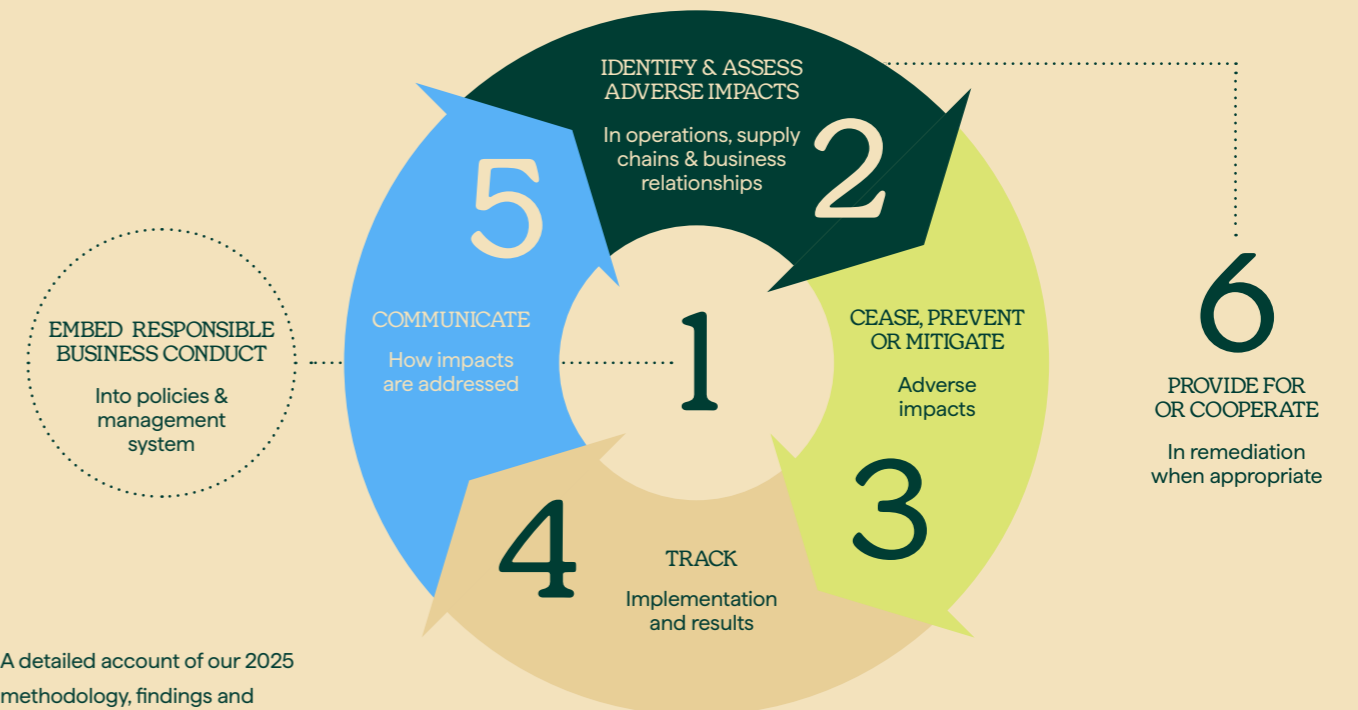 EMBED RESPONSIBLE
BUSINESS CONDUCT
Into policies &
management
system
1
IDENTIFY & ASSESS
ADVERSE IMPACTS
In operations, supply
chains & business
relationships
2
CEASE, PREVENT
OR MITIGATE
Adverse
impacts
3
TRACK
Implementation
and results
4
COMMUNICATE
How impacts
are addressed
5
6
PROVIDE FOR
OR COOPERATE
In remediation
when appropriate
A detailed account of our 2025
methodology, findings and